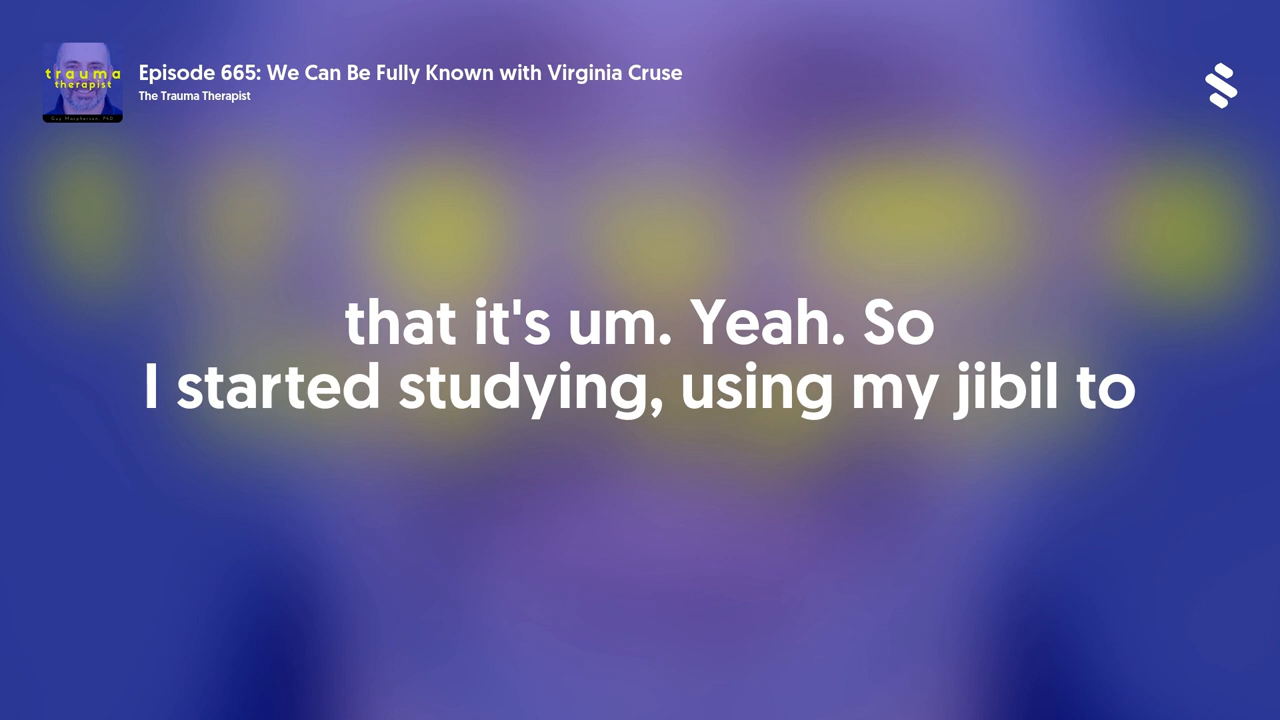 trauma
therapist
Guy Macpherson, PhD
Episode 665: We Can Be Fully Known with Virginia Cruse
The Trauma Therapist
that it's um. Yeah. So
I started studying, using my jibil to